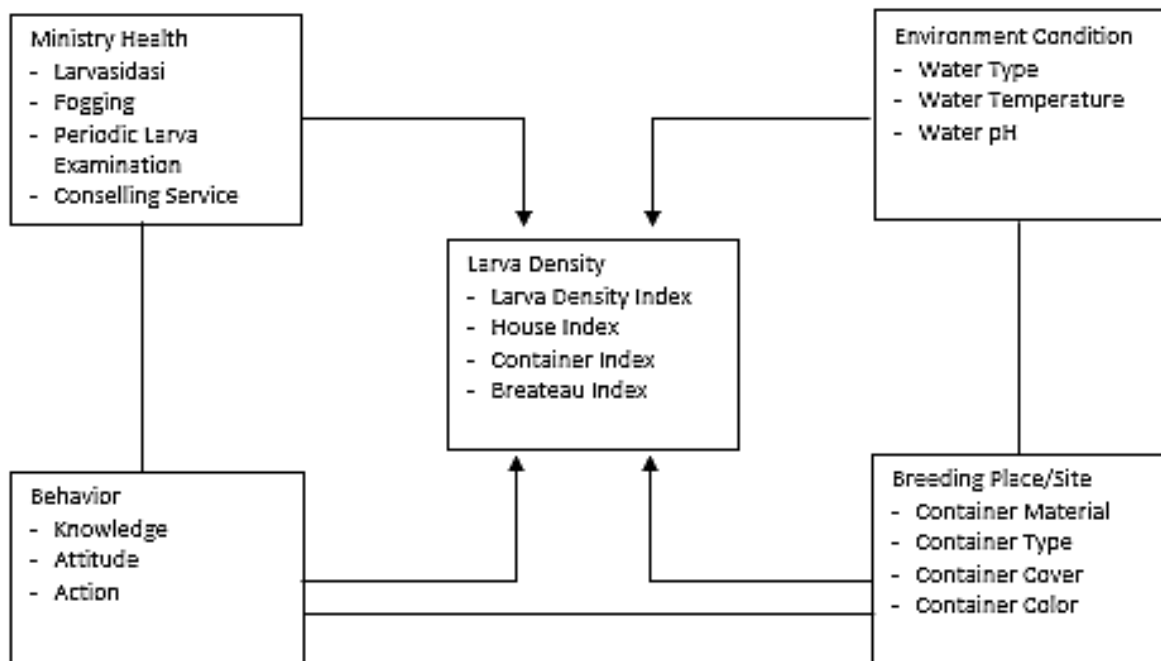 Ministry Health
- Larvasidasi
- Fogging
- Periodic Larva
Examination
- Conselling Service
Environment Condition
- Water Type
- Water Temperature
- Water pH
Larva Density
- Larva Density Index
- House Index
- Container Index
- Breateau Index
Behavior
- Knowledge
- Attitude
- Action
Breeding Place/Site
- Container Material
- Container Type
- Container Cover
- Container Color